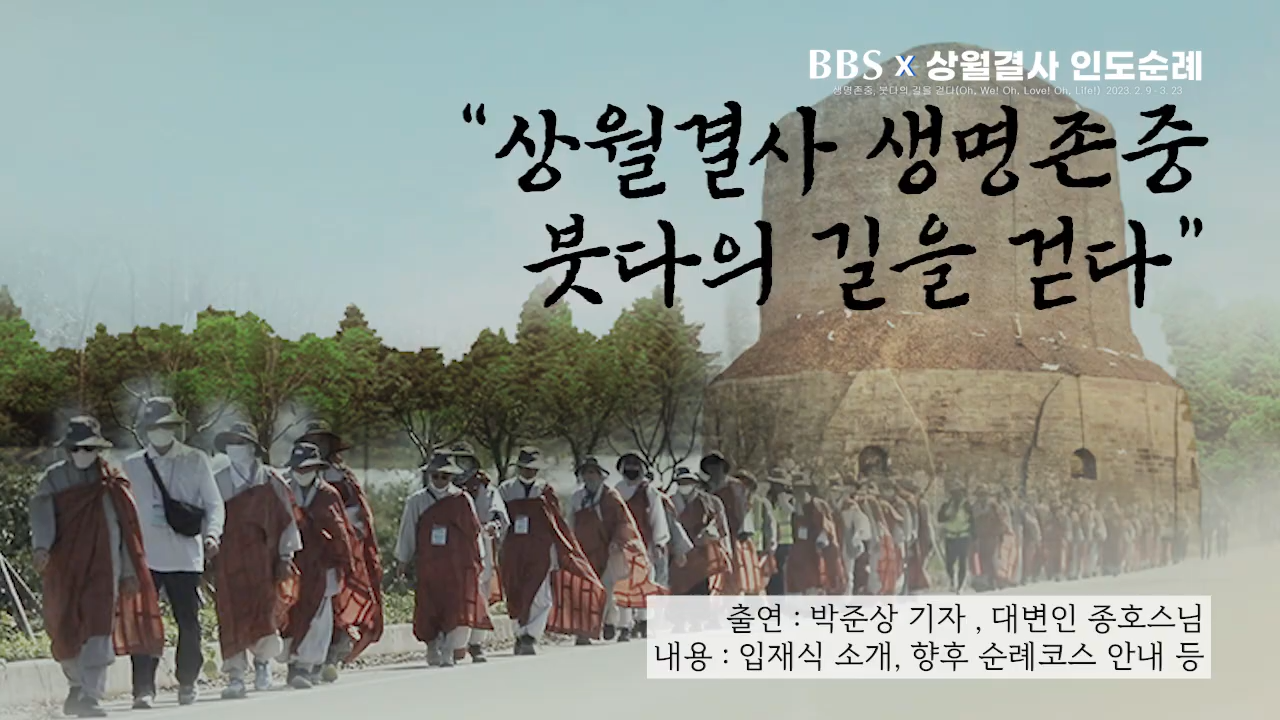 BBS X 상월결사 인도순례
생명존중, 붓다의 길을 걷다(Oh, We! Oh, Love! Oh, Life!) 2023. 2. 9 - 3. 23
“상월결사 생명존중
붓다의 길을 걷다”
출연 : 박준상 기자 , 대변인 종호스님
내용 : 입재식 소개, 향후 순례코스 안내 등